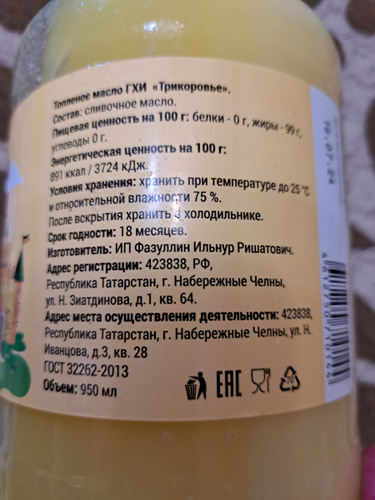 Топленое масло ГХИ «Трикоровье».
Состав: сливочное масло.
Пищевая ценность на 100 г: белки - 0 г, жиры - 99 г,
углеводы 0 г.
Энергетическая ценность на 100 г:
891 ккал / 3724 кДж.
Условия хранения: хранить при температуре до 25 °С
и относительной влажности 75 %.
После вскрытия хранить в холодильнике.
Срок годности: 18 месяцев.
Изготовитель: ИП Фазуллин Ильнур Ришатович.
Адрес регистрации: 423838, РФ,
Республика Татарстан, г. Набережные Челны,
ул. Н. Зиатдинова, д.1, кв. 64.
Адрес места осуществления деятельности: 423838,
Республика Татарстан, г. Набережные Челны, ул. Н.
Иванцова, д.3, кв. 28
ГОСТ 32262-2013
Объем: 950 мл
EAC